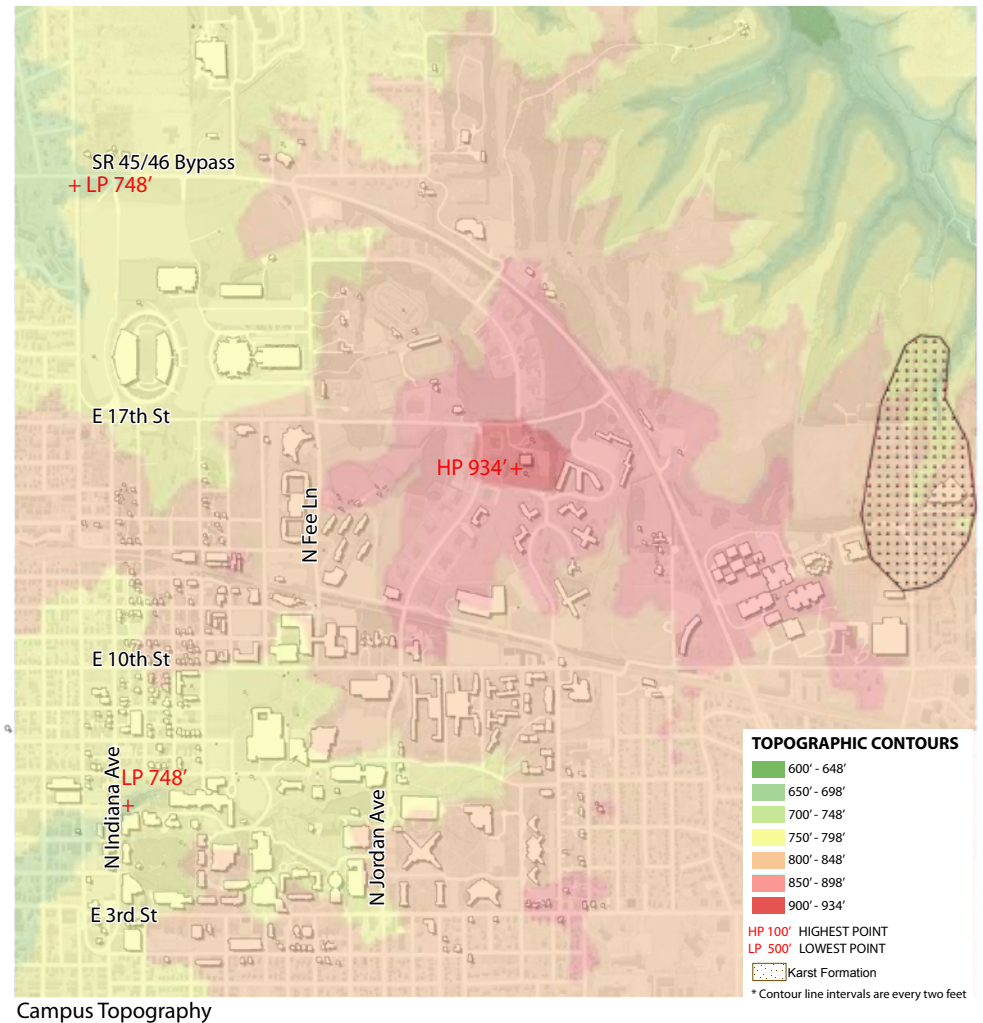 SR 45/46 Bypass
+ LP 748’
E 17th St
HP 934’ +
N Fee Ln
E 10th St
N Indiana Ave
LP 748’
+
N Jordan Ave
E 3rd St
TOPOGRAPHIC CONTOURS
600’ - 648’
650’ - 698’
700’ - 748’
750’ - 798’
800’ - 848’
850’ - 898’
900’ - 934’
HP 100’ HIGHEST POINT
LP 500’ LOWEST POINT
Karst Formation
* Contour line intervals are every two feet
Campus Topography